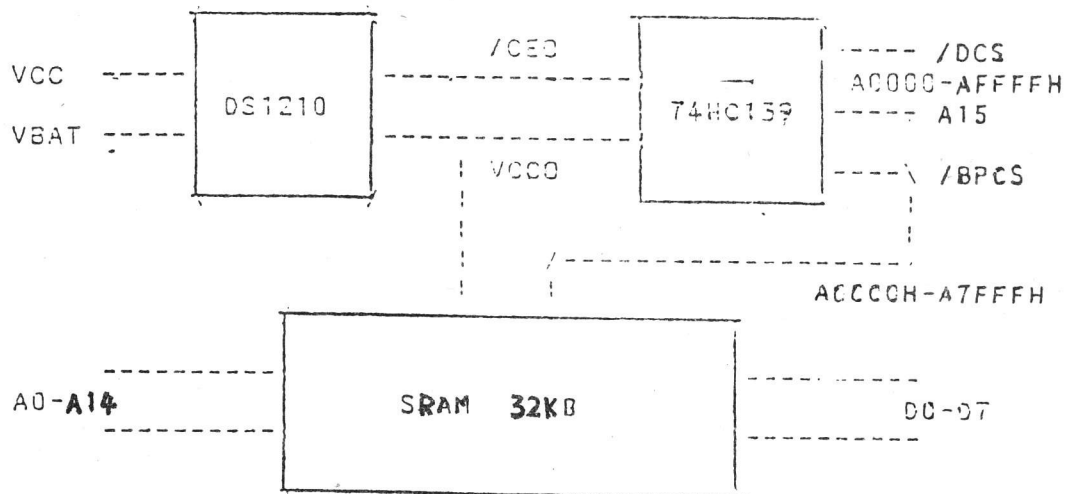 /CEO
/DCS
VCC
A0000-AFFFFH
DS1210
74HC139
A15
VBAT
VCCO
/BPCS
A0000H-A7FFFH
A0-A14
SRAM 32KB
D0-D7